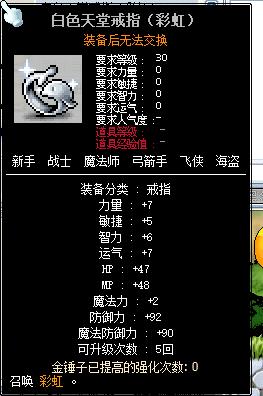 白色天堂戒指（彩虹）
装备后无法交换
要求等级：30
要求力量：0
要求敏捷：0
要求智力：0
要求运气：0
要求人气度：-
道具等级：-
道具经验值：-
新手 战士 魔法师 弓箭手 飞侠 海盗
装备分类：戒指
力量：+7
敏捷：+5
智力：+6
运气：+7
HP：+47
MP：+48
魔法力：+2
防御力：+92
魔法防御力：+90
可升级次数：5回
金锤子已提高的强化次数:0
召唤 彩虹 。